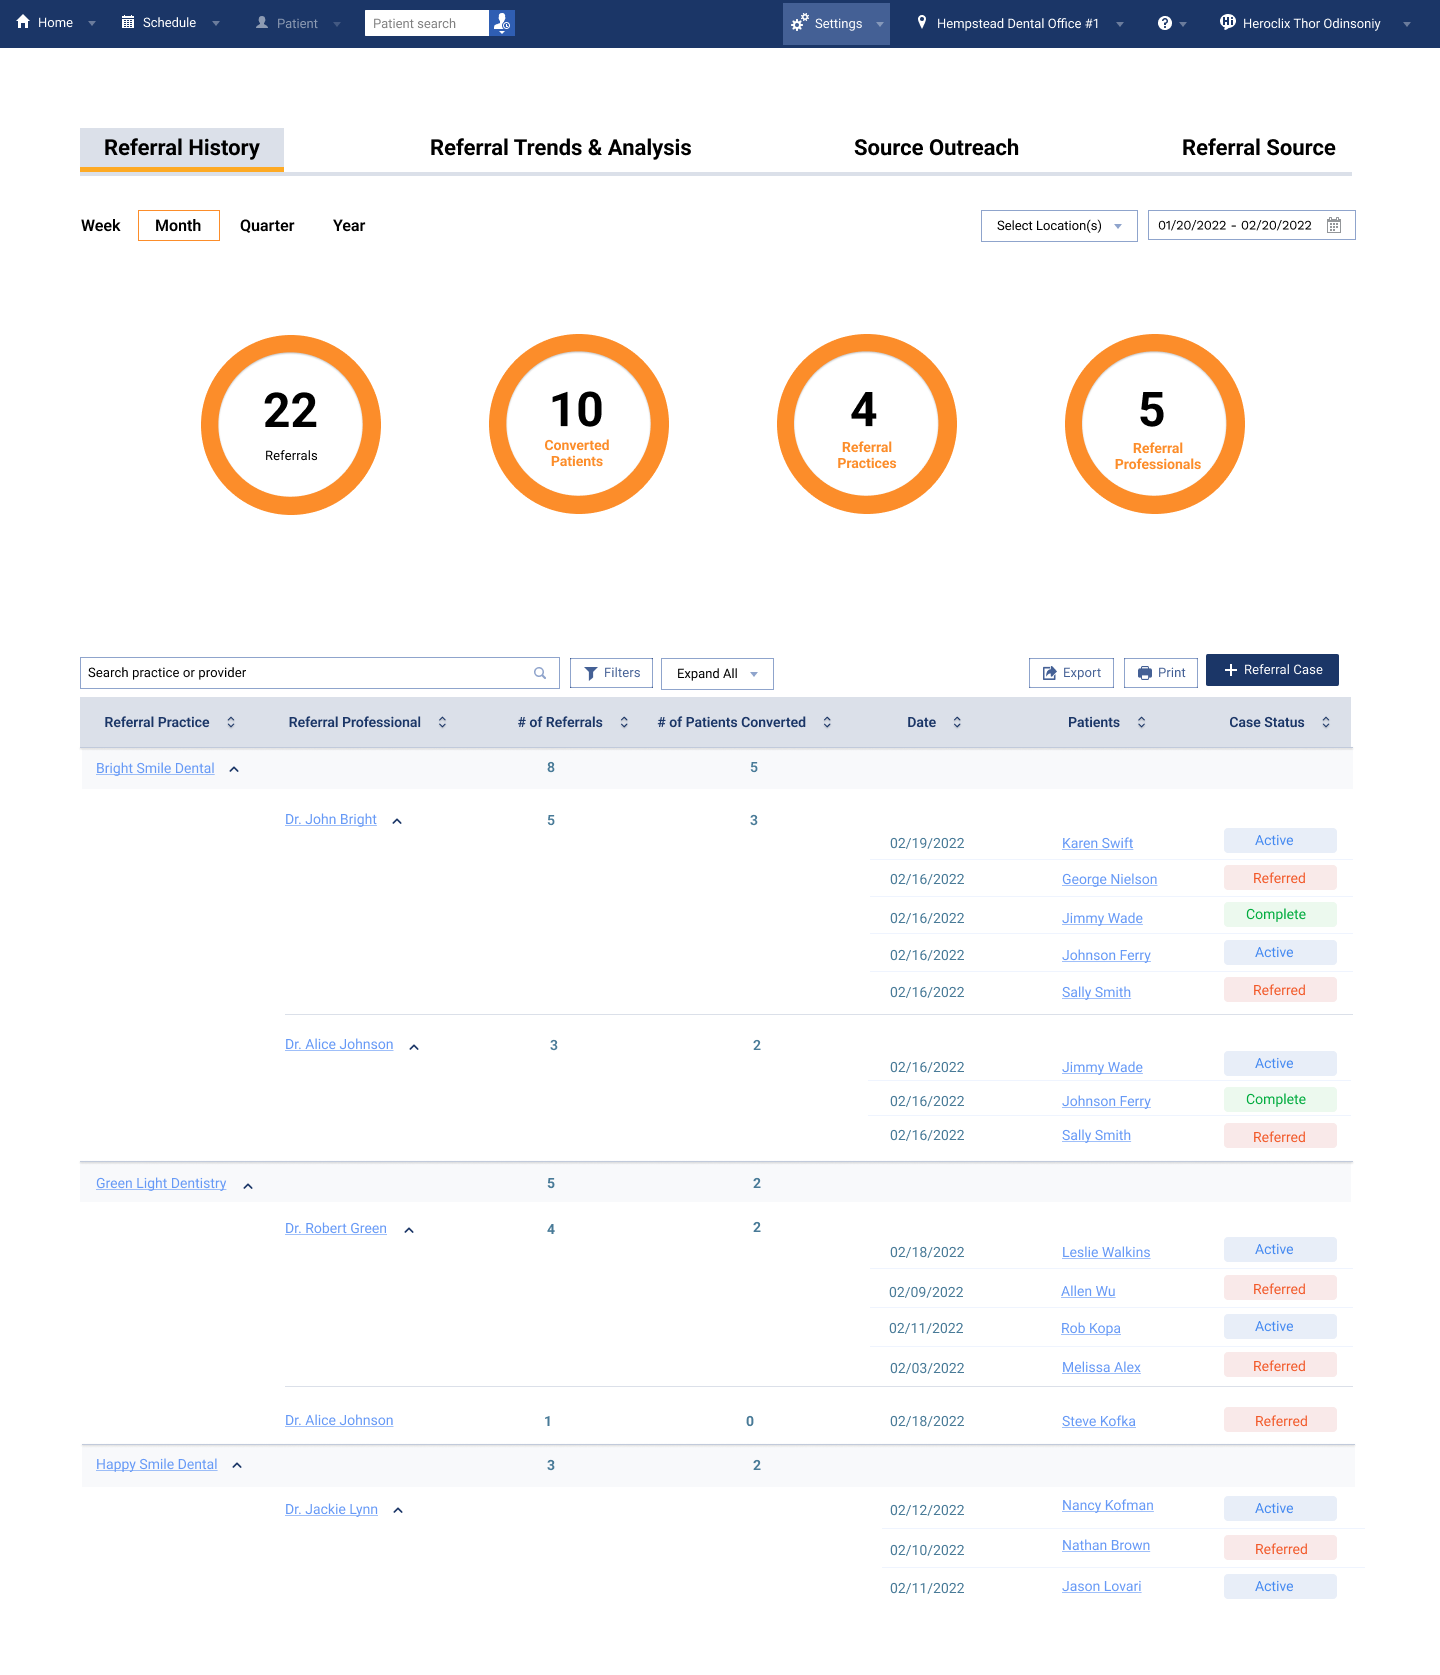 Home Schedule Patient Patient search Settings Hempstead Dental Office #1 ? Hi Heroclix Thor Odinsoniy
Referral History Referral Trends & Analysis Source Outreach Referral Source
Week Month Quarter Year Select Location(s) 01/20/2022 - 02/20/2022
22 10 4 5
Referrals Converted Referral Referral
Patients Practices Professionals
Search practice or provider Filters Expand All Export Print + Referral Case
Referral Practice Referral Professional # of Referrals # of Patients Converted Date Patients Case Status
Bright Smile Dental 8 5
Dr. John Bright 5 3
02/19/2022 Karen Swift Active
02/16/2022 George Nielson Referred
02/16/2022 Jimmy Wade Complete
02/16/2022 Johnson Ferry Active
02/16/2022 Sally Smith Referred
Dr. Alice Johnson 3 2
02/16/2022 Jimmy Wade Active
02/16/2022 Johnson Ferry Complete
02/16/2022 Sally Smith Referred
Green Light Dentistry 5 2
Dr. Robert Green 4 2
02/18/2022 Leslie Walkins Active
02/09/2022 Allen Wu Referred
02/11/2022 Rob Kopa Active
02/03/2022 Melissa Alex Referred
Dr. Alice Johnson 1 0 02/18/2022 Steve Kofka Referred
Happy Smile Dental 3 2
Dr. Jackie Lynn 02/12/2022 Nancy Kofman Active
02/10/2022 Nathan Brown Referred
02/11/2022 Jason Lovari Active